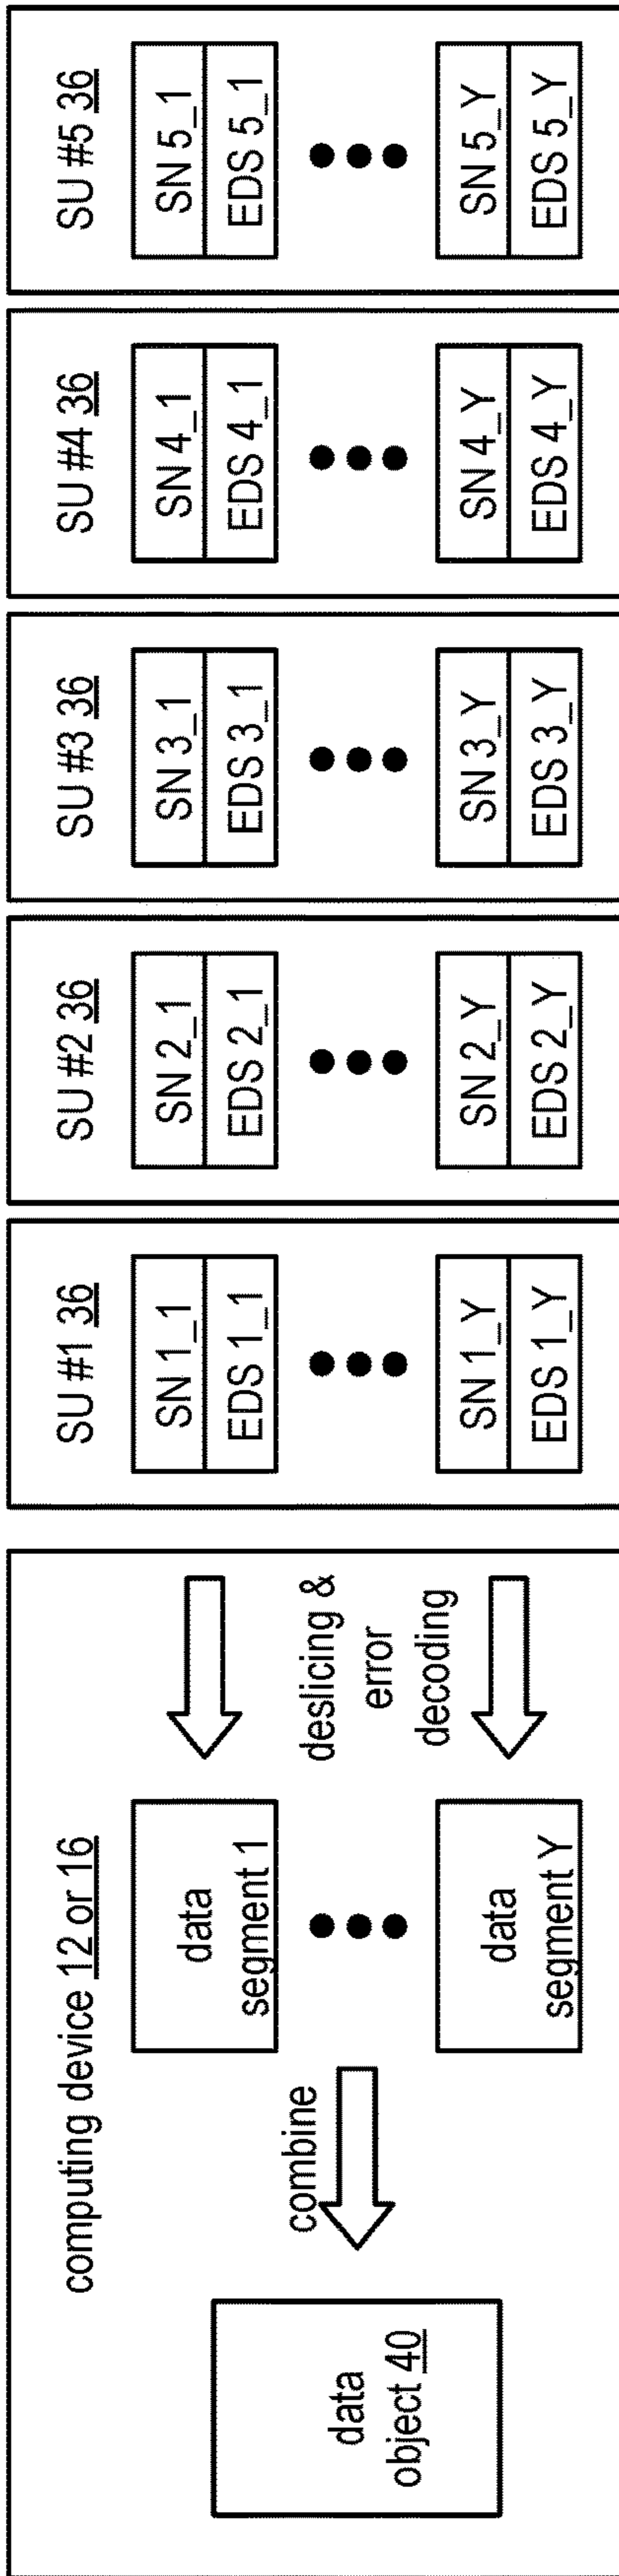 computing device 12 or 16
data
object 40
combine
data
segment 1
data
segment Y
deslicing &
error
decoding
SU #1 36
SN 1_1
EDS 1_1
SN 1_Y
EDS 1_Y
SU #2 36
SN 2_1
EDS 2_1
SN 2_Y
EDS 2_Y
SU #3 36
SN 3_1
EDS 3_1
SN 3_Y
EDS 3_Y
SU #4 36
SN 4_1
EDS 4_1
SN 4_Y
EDS 4_Y
SU #5 36
SN 5_1
EDS 5_1
SN 5_Y
EDS 5_Y